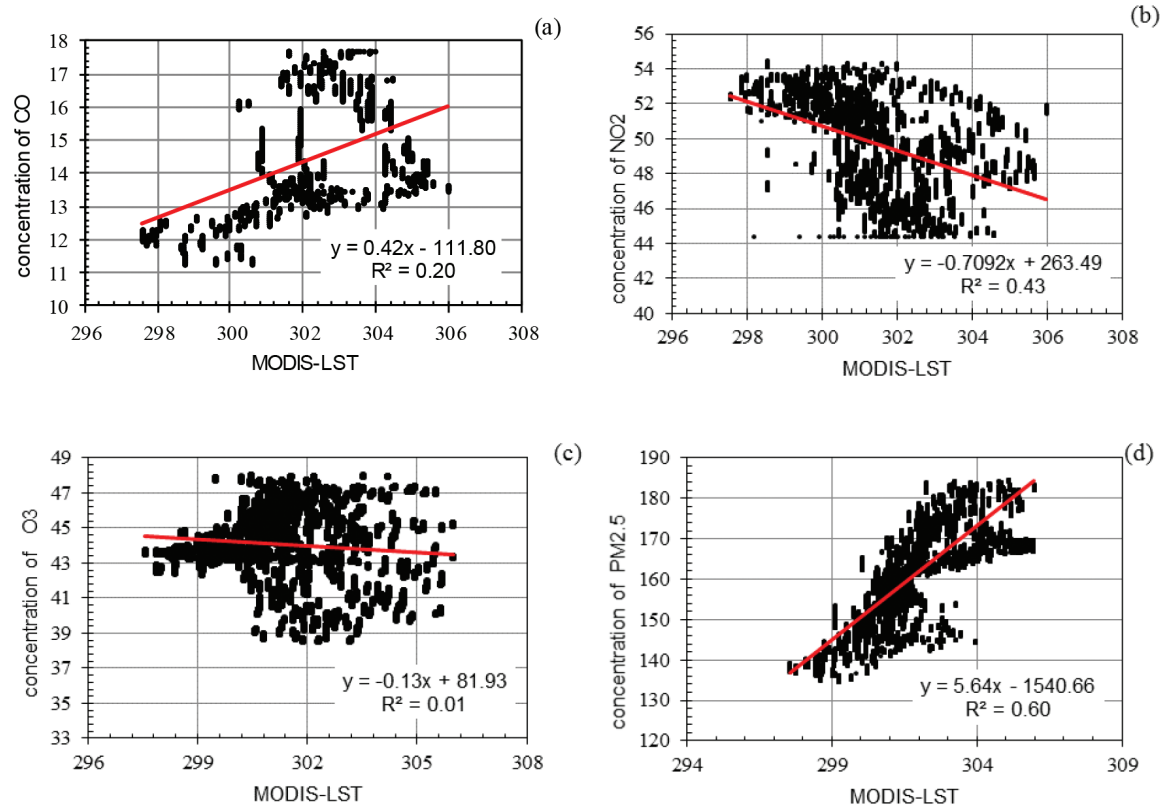 (a)
18
17
16
15
14
13
12
11
10
concentration of CO
y = 0.42x - 111.80
R² = 0.20
296 298 300 302 304 306 308
MODIS-LST
(b)
56
54
52
50
48
46
44
42
40
concentration of NO2
y = -0.7092x + 263.49
R² = 0.43
296 298 300 302 304 306 308
MODIS-LST
(c)
49
47
45
43
41
39
37
35
33
concentration of O3
y = -0.13x + 81.93
R² = 0.01
296 299 302 305 308
MODIS-LST
(d)
190
180
170
160
150
140
130
120
concentration of PM2.5
y = 5.64x - 1540.66
R² = 0.60
294 299 304 309
MODIS-LST